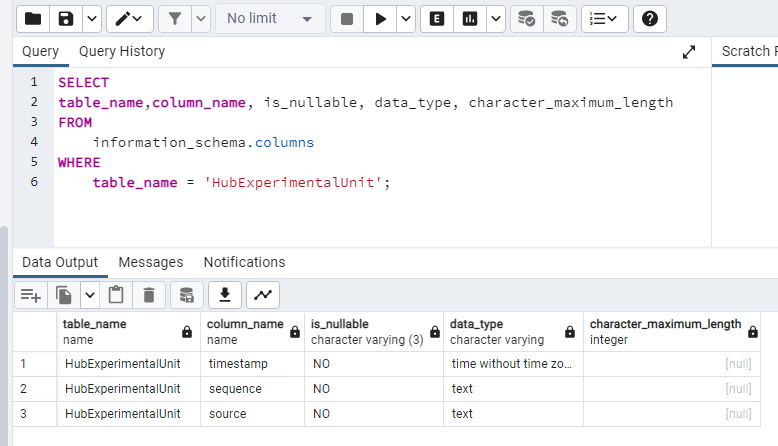 No limit
E
Query Query History
Scratch P
1 SELECT
2 table_name,column_name, is_nullable, data_type, character_maximum_length
3 FROM
4 information_schema.columns
5 WHERE
6 table_name = 'HubExperimentalUnit';
Data Output Messages Notifications
table_name column_name is_nullable data_type character_maximum_length
name name character varying (3) character varying integer
1 HubExperimentalUnit timestamp NO time without time zo... [null]
2 HubExperimentalUnit sequence NO text [null]
3 HubExperimentalUnit source NO text [null]